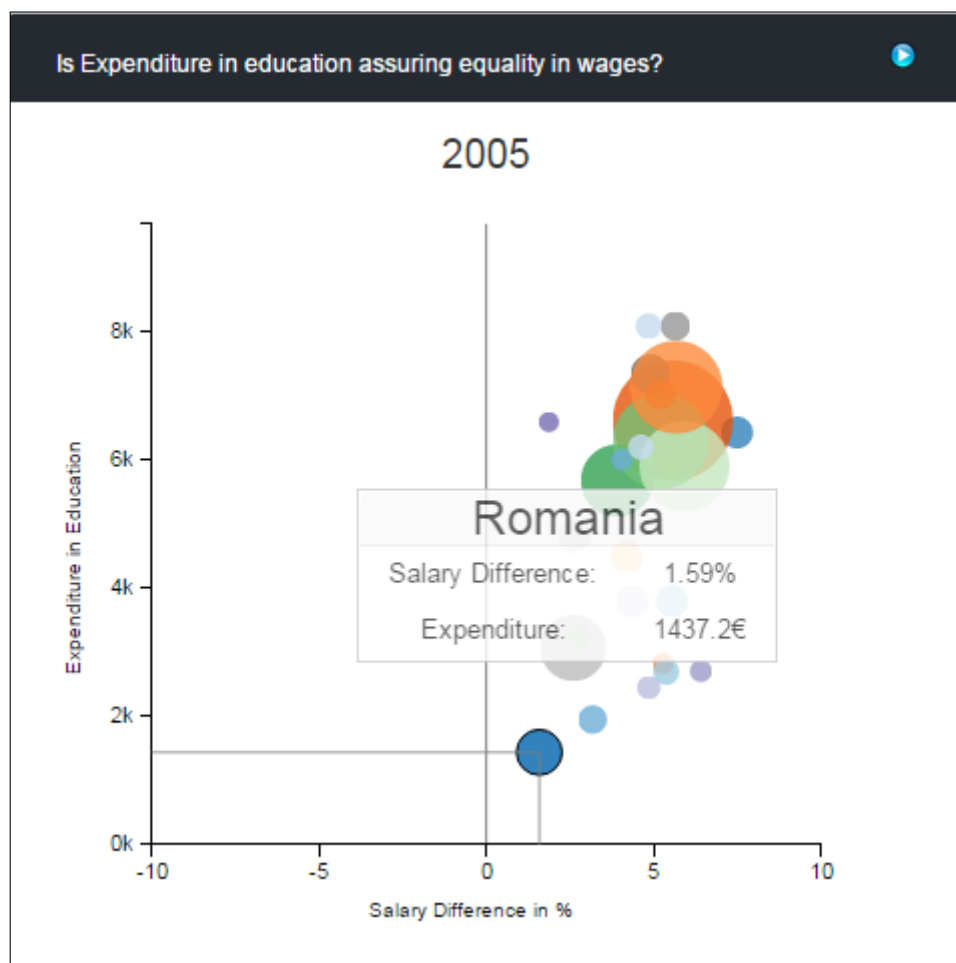 Is Expenditure in education assuring equality in wages?
2005
8k
6k
4k
2k
0k
Expenditure in Education
Romania
Salary Difference: 1.59%
Expenditure: 1437.2€
-10 -5 0 5 10
Salary Difference in %